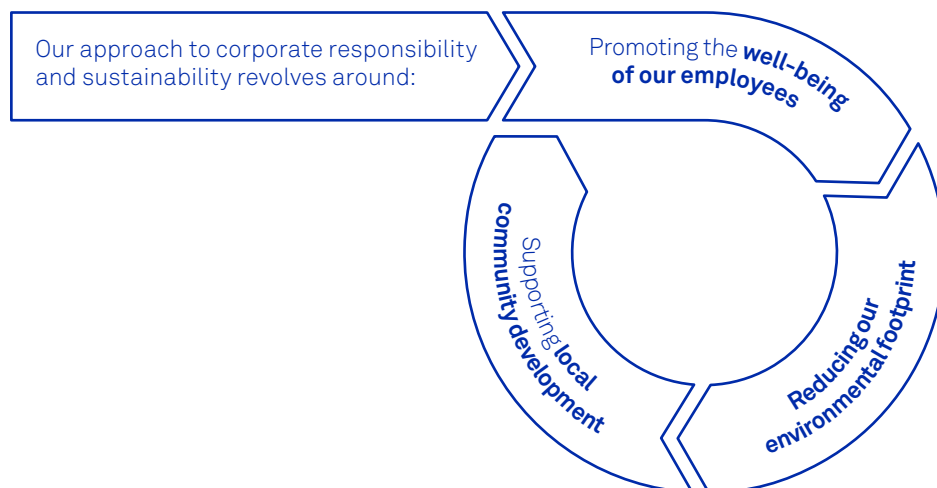 Our approach to corporate responsibility
and sustainability revolves around:
Promoting the well-being
of our employees
Reducing our
environmental footprint
Supporting local
community development